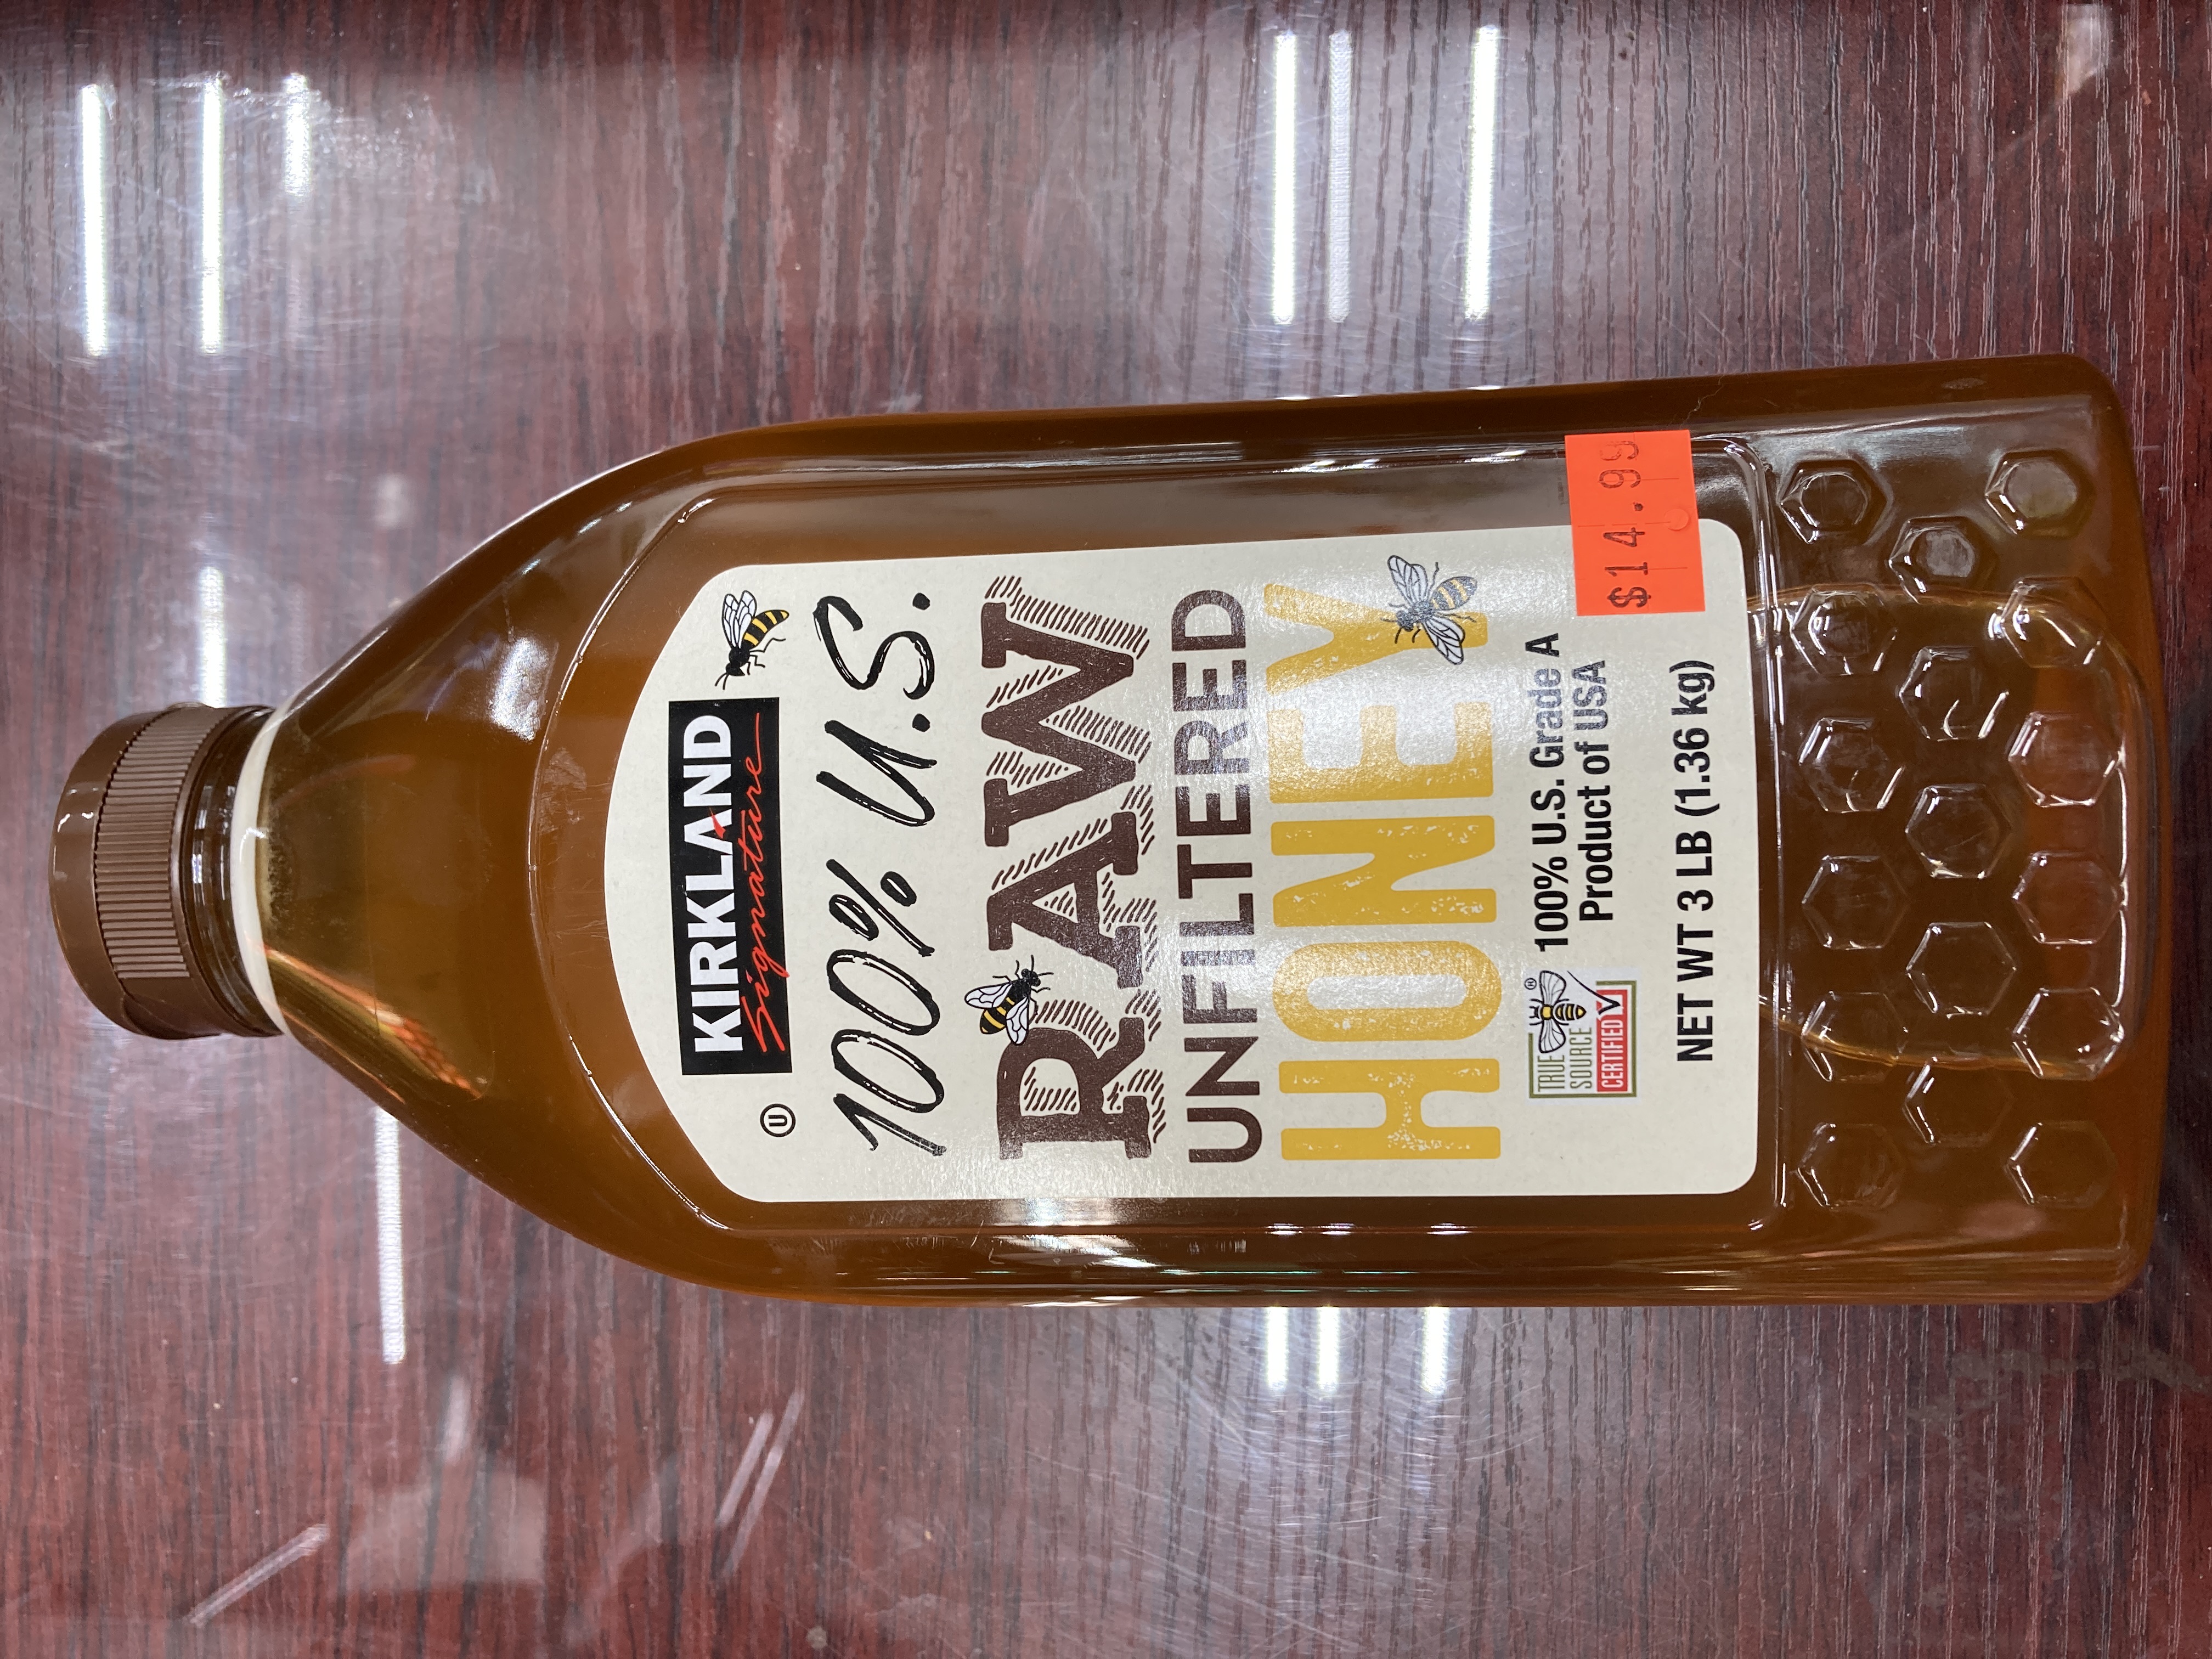 KIRKLAND
Signature
U
100% U.S.
RAW
UNFILTERED
HONEY
TRUE
SOURCE
CERTIFIED
100% U.S. Grade A
Product of USA
$14.99
NET WT 3 LB (1.36 kg)